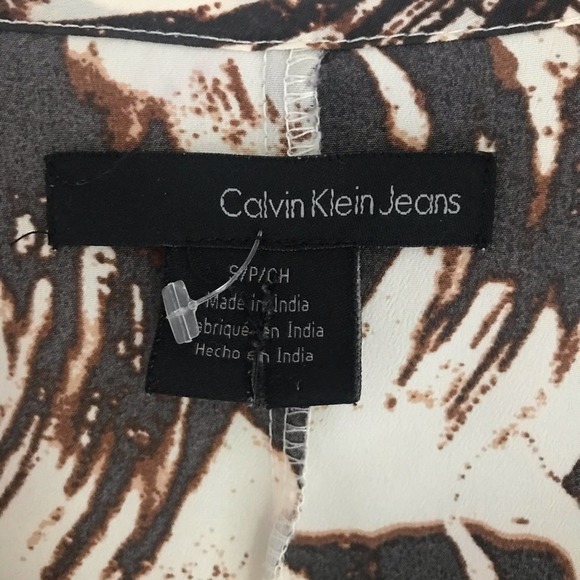 Calvin Klein Jeans
S/P/CH
Made in India
Fabriqué en India
Hecho en India